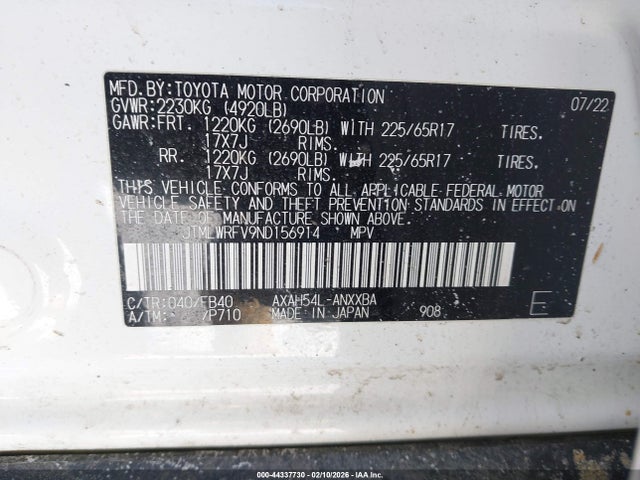 MFD.BY:TOYOTA MOTOR CORPORATION 07/22
GVWR:2230KG (4920LB)
GAWR:FRT. 1220KG (2690LB) WITH 225/65R17 TIRES.
17X7J RIMS.
RR. 1220KG (2690LB) WITH 225/65R17 TIRES.
17X7J RIMS.
THIS VEHICLE CONFORMS TO ALL APPLICABLE FEDERAL MOTOR
VEHICLE SAFETY AND THEFT PREVENTION STANDARDS IN EFFECT ON
THE DATE OF MANUFACTURE SHOWN ABOVE.
JTMLWRFV9ND156914 MPV
C/TR:040/FB40 AXAH54L-ANXXBA
A/TM: /P710 MADE IN JAPAN 908 E
000-44337730 - 02/10/2026 - IAA Inc.